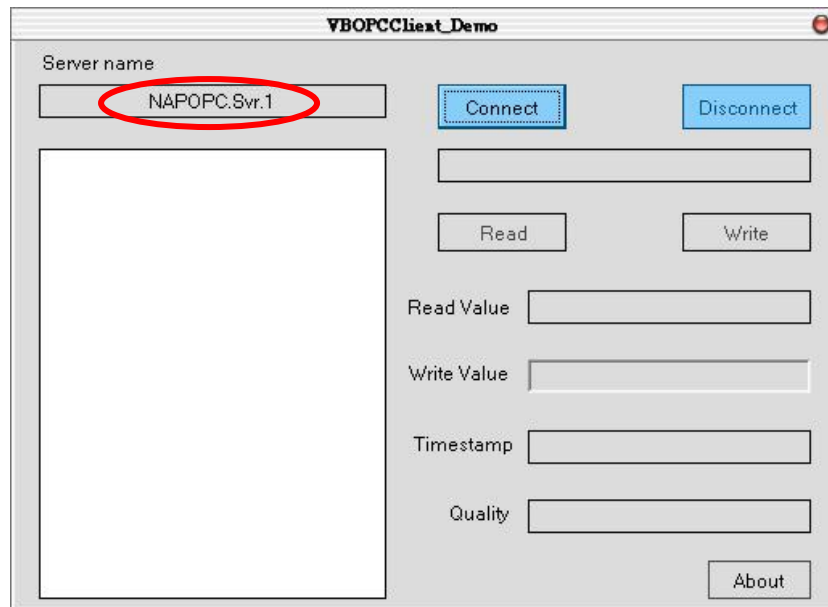 VBOPCClient_Demo
Server name
NAPOPC.Svr.1
Connect
Disconnect
Read
Write
Read Value
Write Value
Timestamp
Quality
About